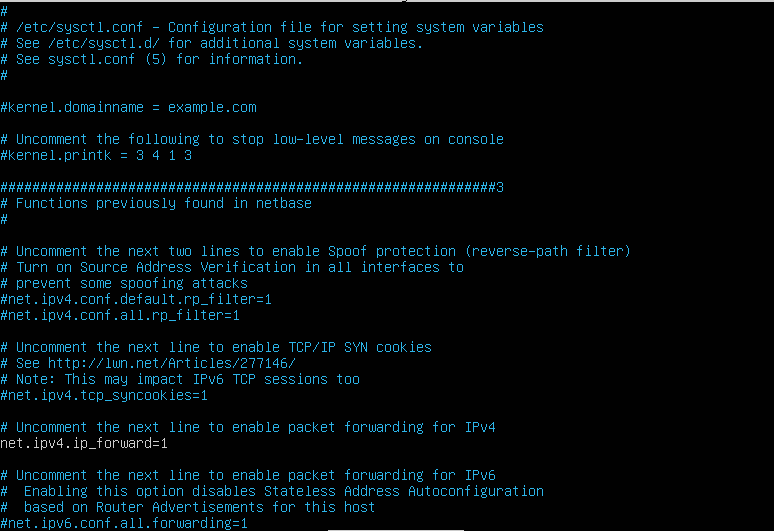 #
# /etc/sysctl.conf - Configuration file for setting system variables
# See /etc/sysctl.d/ for additional system variables.
# See sysctl.conf (5) for information.
#
#kernel.domainname = example.com
# Uncomment the following to stop low-level messages on console
#kernel.printk = 3 4 1 3
##############################################################3
# Functions previously found in netbase
#
# Uncomment the next two lines to enable Spoof protection (reverse-path filter)
# Turn on Source Address Verification in all interfaces to
# prevent some spoofing attacks
#net.ipv4.conf.default.rp_filter=1
#net.ipv4.conf.all.rp_filter=1
# Uncomment the next line to enable TCP/IP SYN cookies
# See http://lwn.net/Articles/277146/
# Note: This may impact IPv6 TCP sessions too
#net.ipv4.tcp_syncookies=1
# Uncomment the next line to enable packet forwarding for IPv4
net.ipv4.ip_forward=1
# Uncomment the next line to enable packet forwarding for IPv6
#  Enabling this option disables Stateless Address Autoconfiguration
#  based on Router Advertisements for this host
#net.ipv6.conf.all.forwarding=1